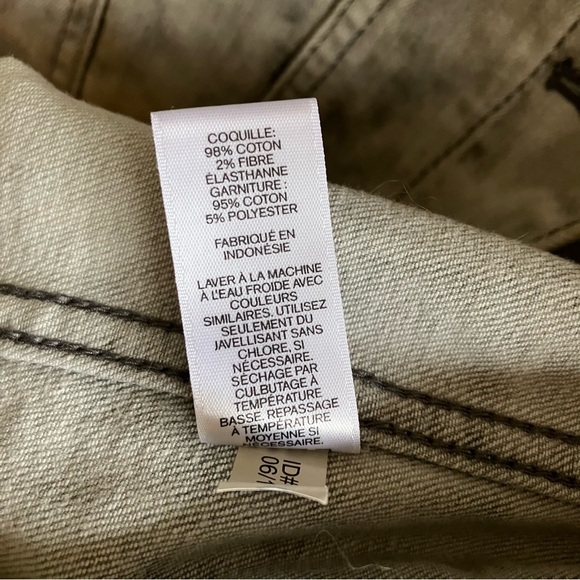 COQUILLE:
98% COTON
2% FIBRE
ÉLASTHANNE
GARNITURE :
95% COTON
5% POLYESTER
FABRIQUÉ EN
INDONÉSIE
LAVER À LA MACHINE
À L'EAU FROIDE AVEC
COULEURS
SIMILAIRES. UTILISEZ
SEULEMENT DU
JAVELLISANT SANS
CHLORE, SI
NÉCESSAIRE.
SÉCHAGE PAR
CULBUTAGE À
TEMPÉRATURE
BASSE. REPASSAGE
À TEMPÉRATURE
MOYENNE SI
NÉCESSAIRE.
ID#
06/1